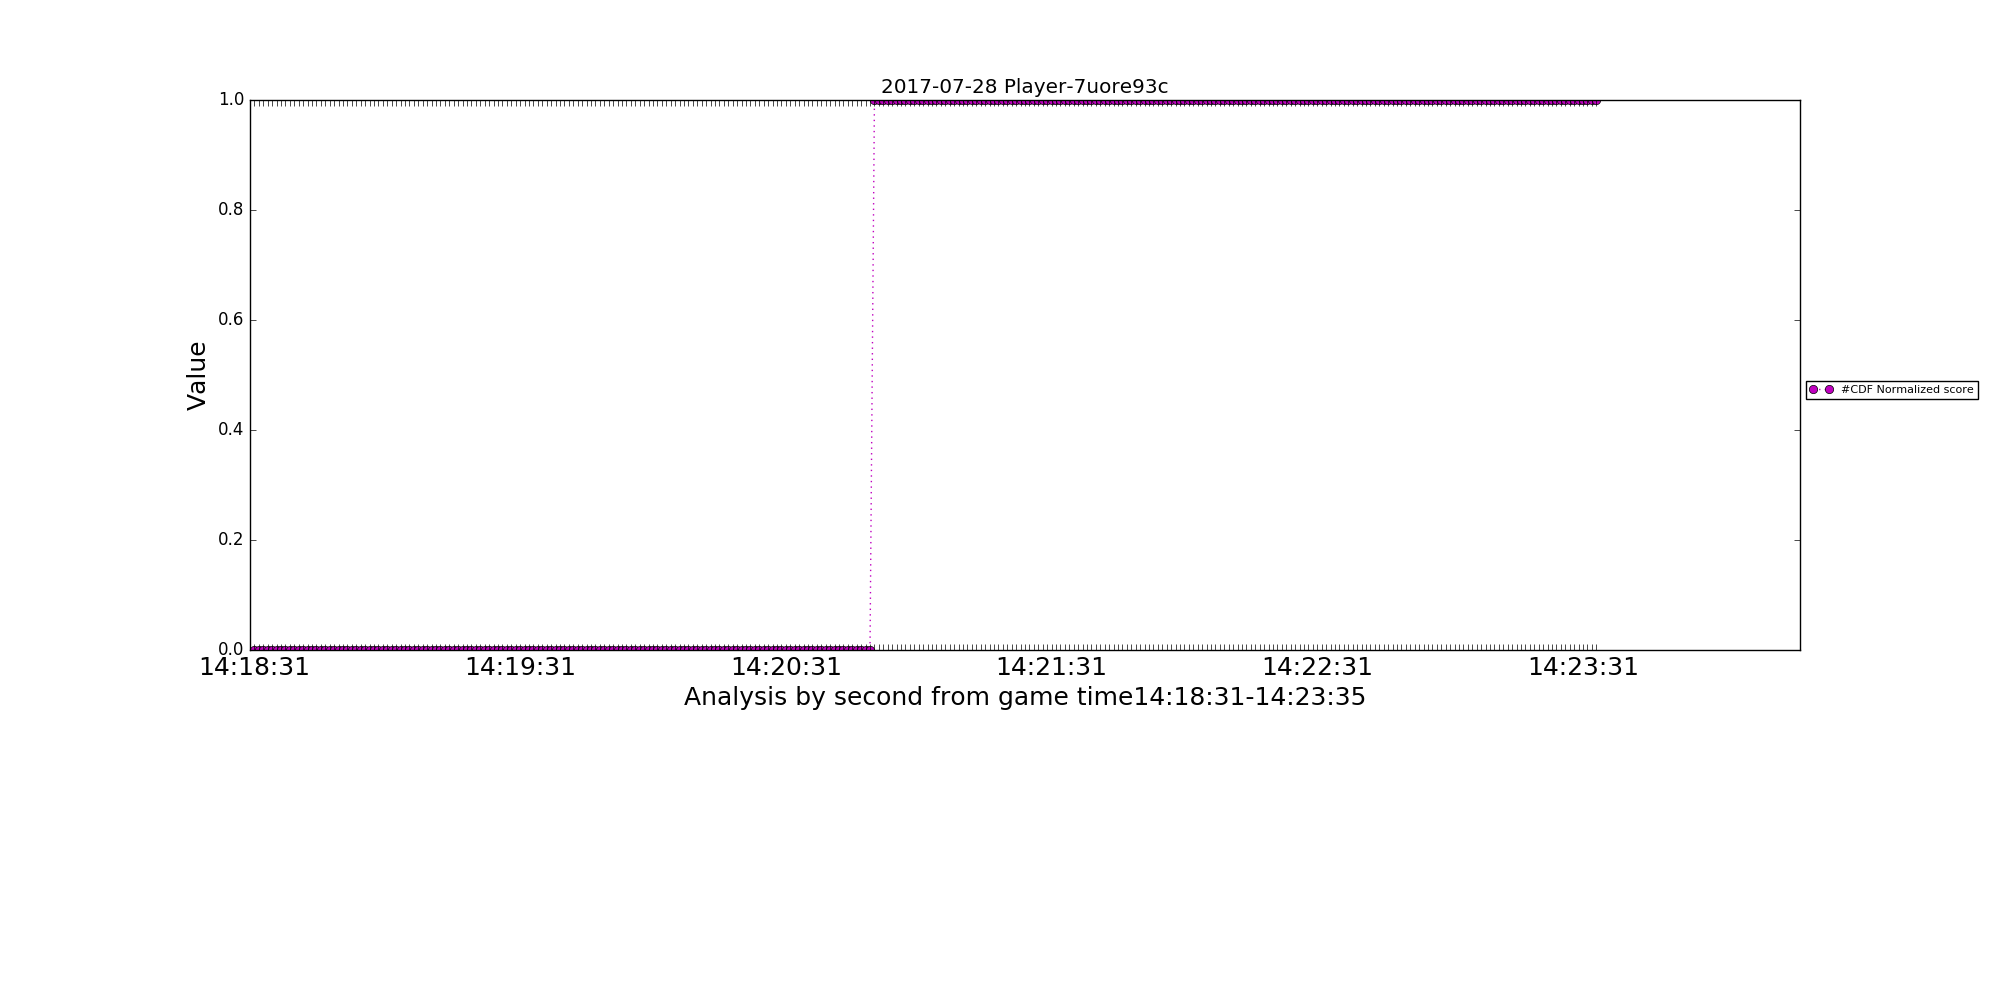 2017-07-28 Player-7uore93c
1.0
0.8
0.6
0.4
0.2
0.0
Value
#CDF Normalized score
14:18:31 14:19:31 14:20:31 14:21:31 14:22:31 14:23:31
Analysis by second from game time14:18:31-14:23:35